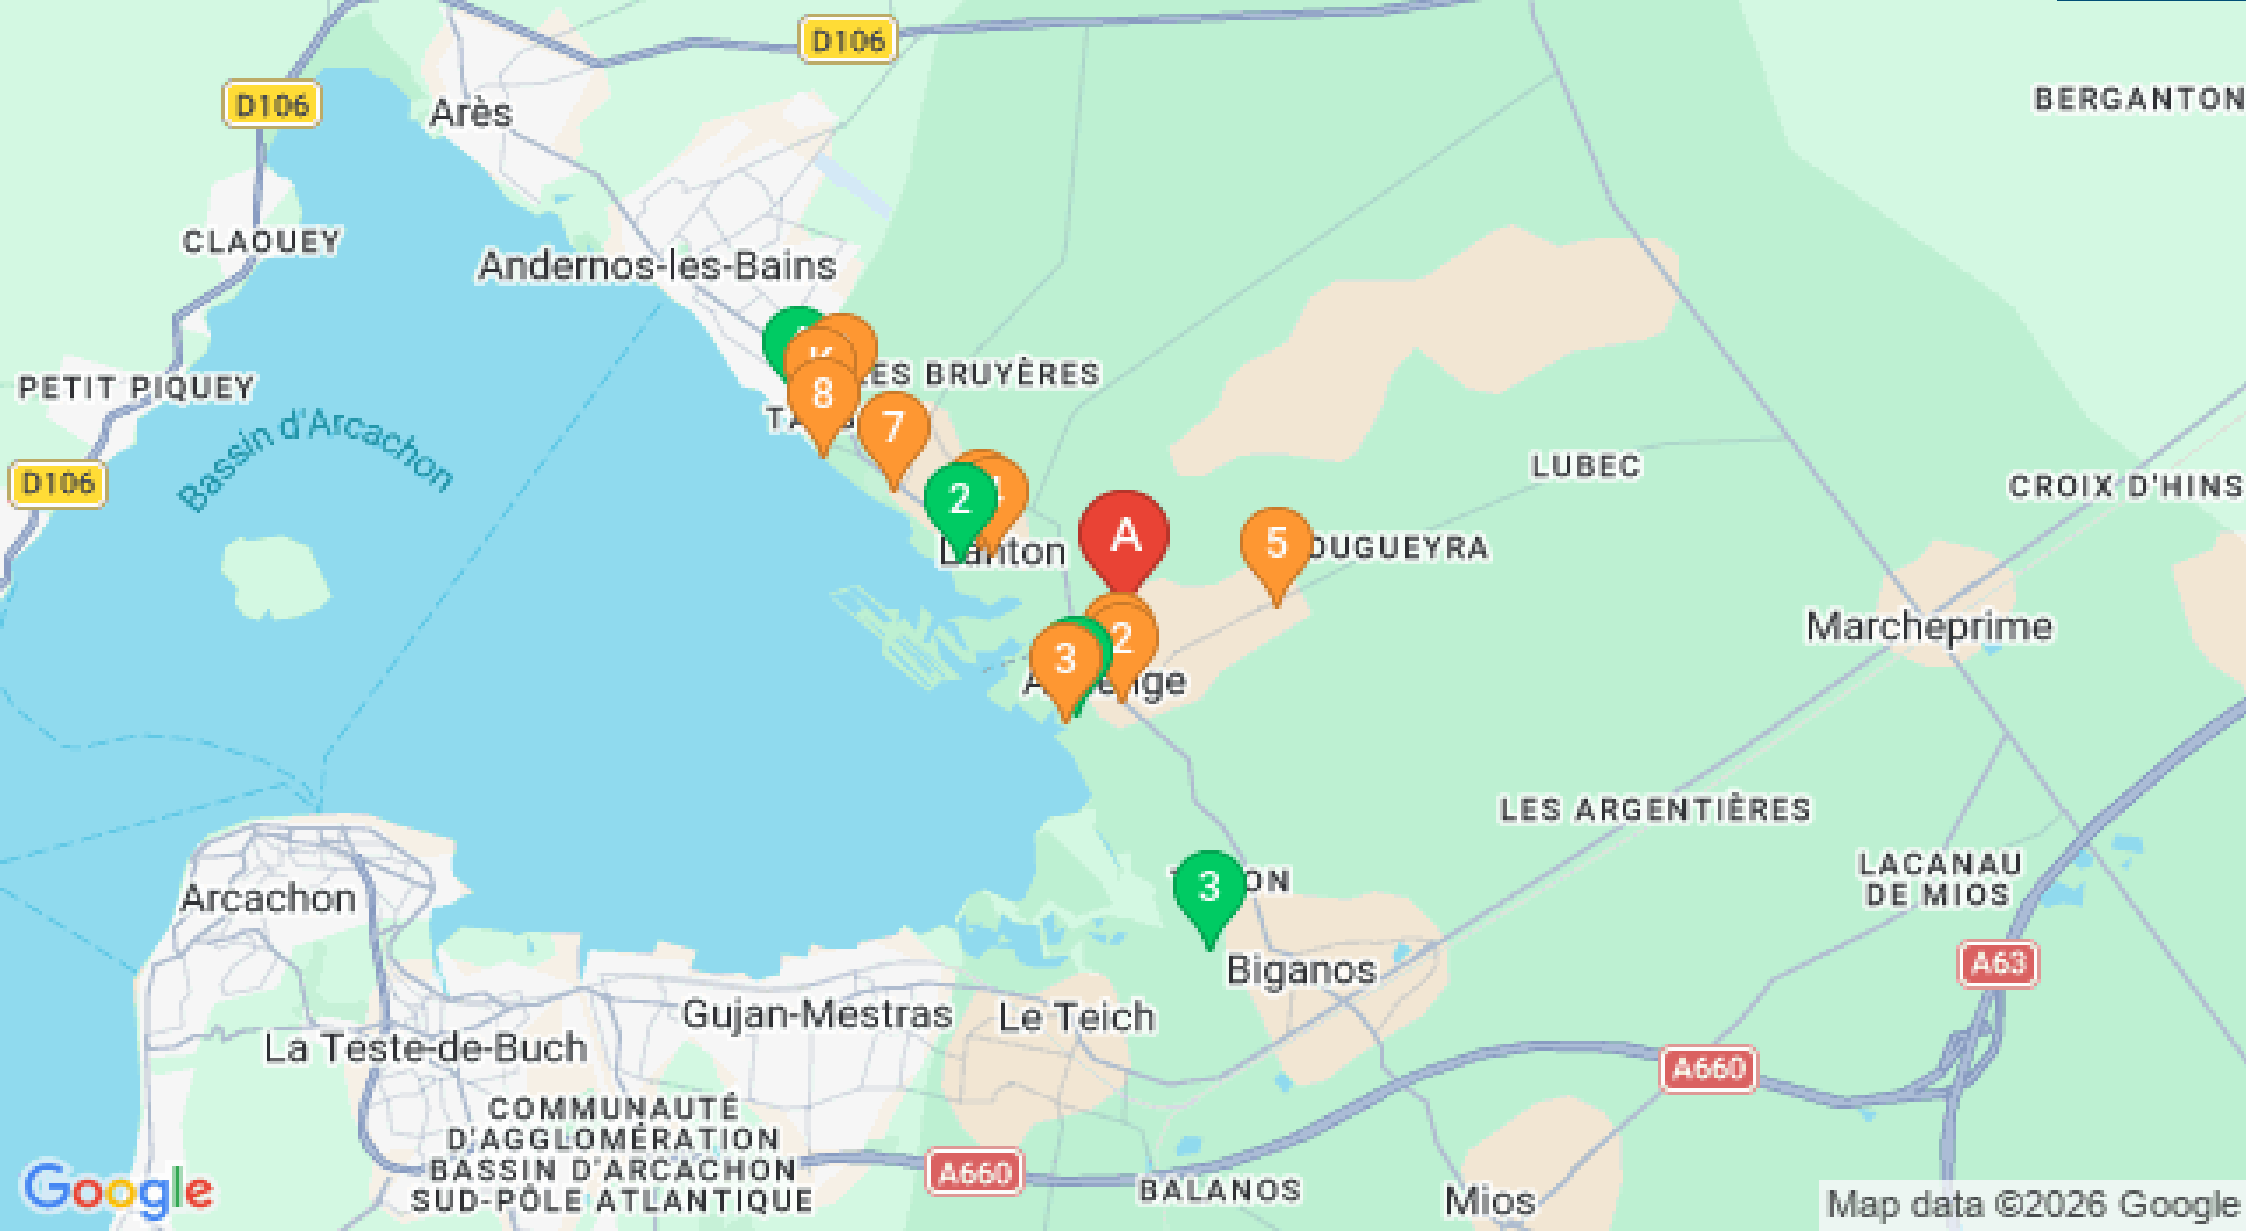 D106
BERGANTON
D106
Arès
CLAOUEY
Andernos-les-Bains
PETIT PIQUEY
BRUYÈRES
8
7
Bassin d'Arcachon
LUBEC
D106
CROIX D'HINS
2
A
5
Marcheprime
2
3
LES ARGENTIÈRES
LACANAU
DE MIOS
3
Arcachon
A63
Biganos
Gujan-Mestras
Le Teich
La Teste-de-Buch
A660
COMMUNAUTÉ
D'AGGLOMÉRATION
BASSIN D'ARCACHON
SUD-PÔLE ATLANTIQUE
A660
BALANOS
Mios
Google
Map data ©2026 Google